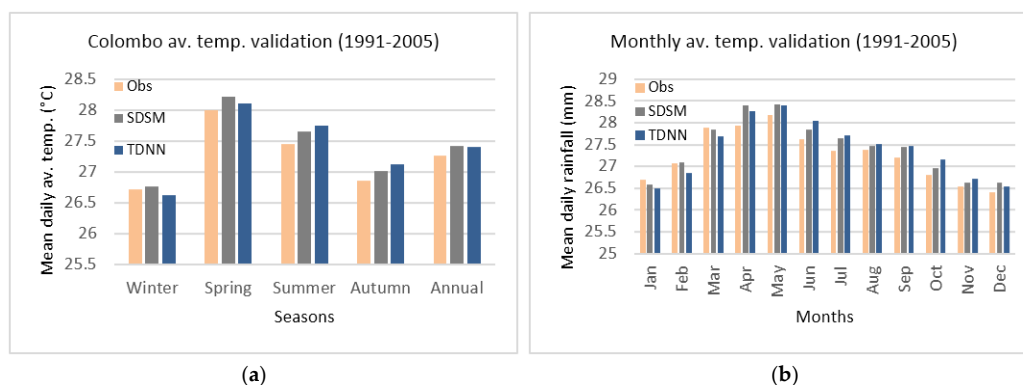 Colombo av. temp. validation (1991-2005)
Mean daily av. temp. (°C)
28.5
28
27.5
27
26.5
26
25.5
Obs
SDSM
TDNN
Winter Spring Summer Autumn Annual
Seasons
(a)
Monthly av. temp. validation (1991-2005)
Mean daily rainfall (mm)
29
28.5
28
27.5
27
26.5
26
25.5
25
Obs
SDSM
TDNN
Jan Feb Mar Apr May Jun Jul Aug Sep Oct Nov Dec
Months
(b)